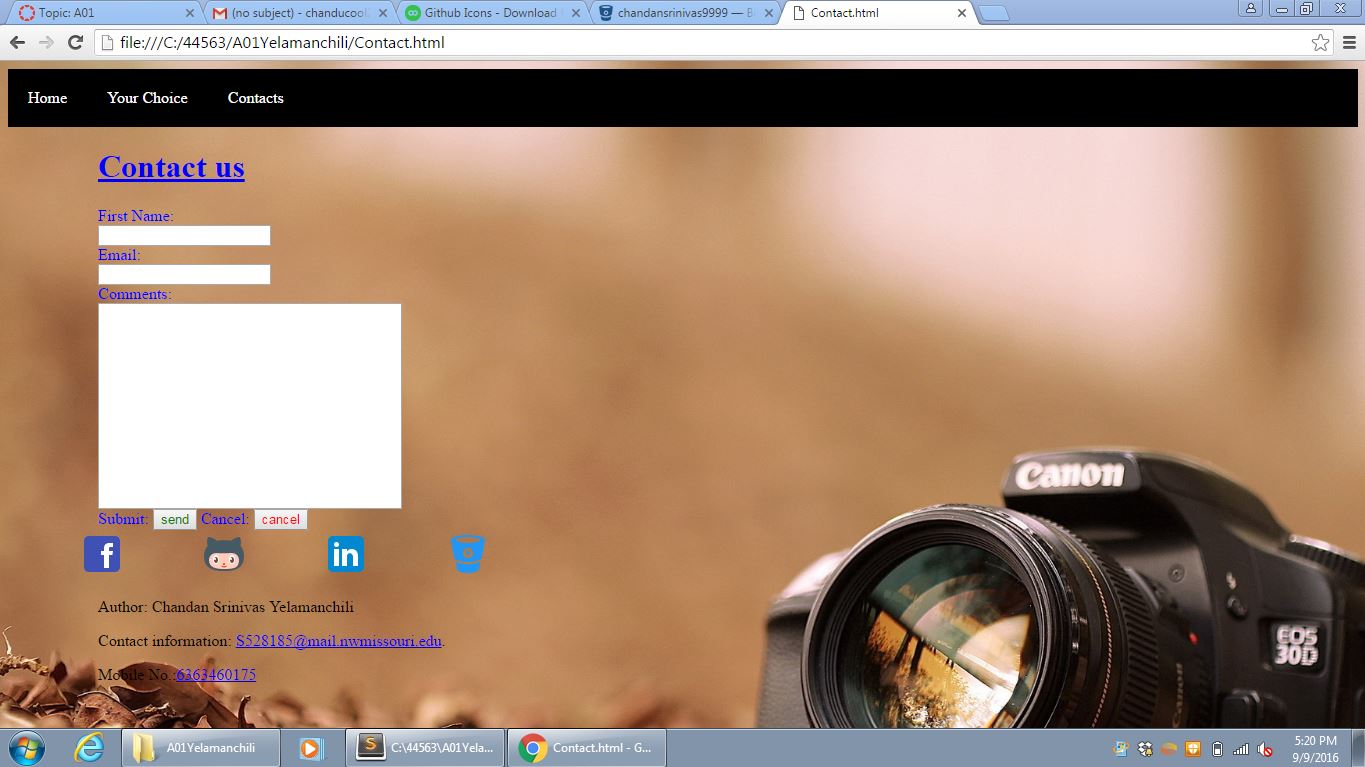 Topic: A01
(no subject) - chanducool
Github Icons - Download
chandansrinivas9999 — B
Contact.html
file:///C:/44563/A01Yelamanchili/Contact.html
Home Your Choice Contacts
Contact us
First Name:
Email:
Comments:
Submit: send Cancel: cancel
f in
Author: Chandan Srinivas Yelamanchili
Contact information: S528185@mail.nwmissouri.edu.
Mobile No.:6363460175
Canon
EOS
30D
Canon
A01Yelamanchili
C:\44563\A01Yela...
Contact.html - G...
5:20 PM
9/9/2016